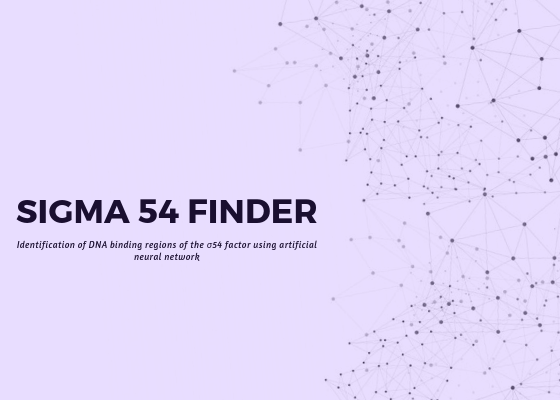 SIGMA 54 FINDER
Identification of DNA binding regions of the σ54 factor using artificial
neural network